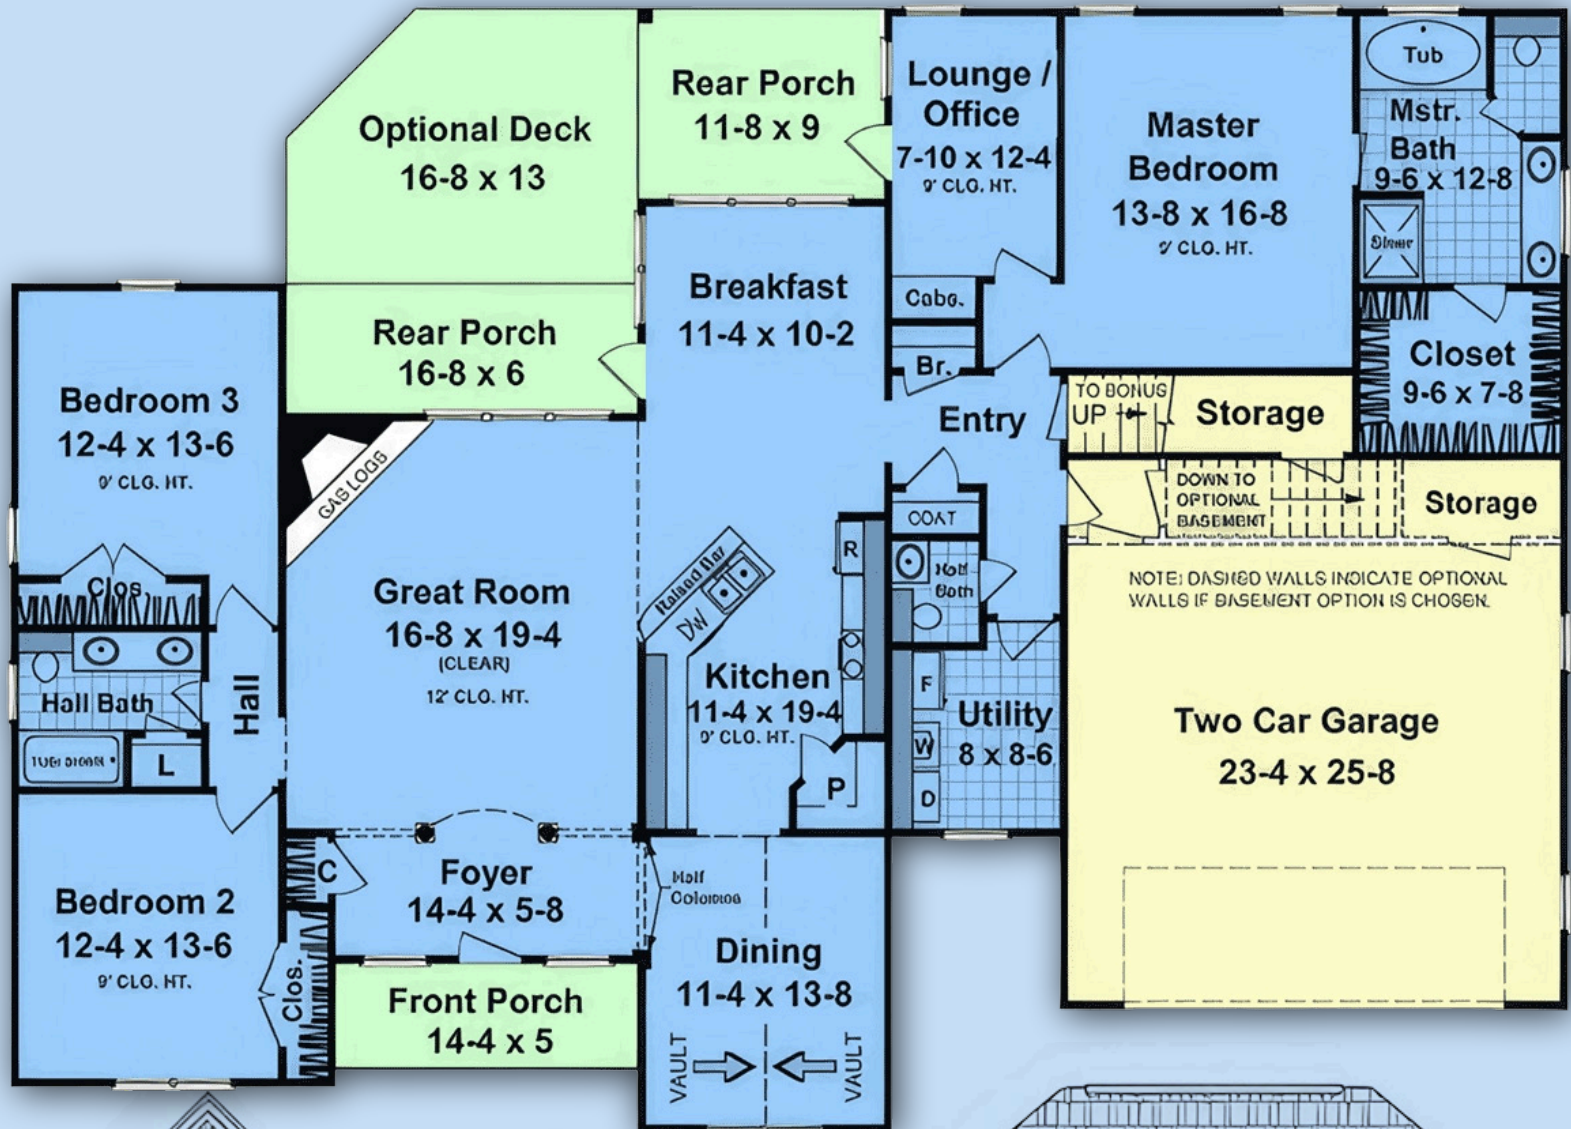 Optional Deck
16-8 x 13
Rear Porch
11-8 x 9
Lounge /
Office
7-10 x 12-4
9' CLG. HT.
Master
Bedroom
13-8 x 16-8
9' CLG. HT.
Tub
Mstr.
Bath
9-6 x 12-8
Breakfast
11-4 x 10-2
Cabs.
Rear Porch
16-8 x 6
Br.
Closet
9-6 x 7-8
Bedroom 3
12-4 x 13-6
9' CLG. HT.
Entry
TO BONUS
UP
Storage
GAS LOGS
COAT
DOWN TO
OPTIONAL
BASEMENT
Storage
R
Raised Bar
DW
Half
Bath
NOTE: DASHED WALLS INDICATE OPTIONAL
WALLS IF BASEMENT OPTION IS CHOSEN.
Clos.
Great Room
16-8 x 19-4
(CLEAR)
12' CLG. HT.
Hall Bath
Hall
Kitchen
11-4 x 19-4
9' CLG. HT.
F
Utility
8 x 8-6
W
D
Two Car Garage
23-4 x 25-8
L
P
C
Foyer
14-4 x 5-8
Half
Columns
Bedroom 2
12-4 x 13-6
9' CLG. HT.
Clos.
Dining
11-4 x 13-8
Front Porch
14-4 x 5
VAULT
VAULT